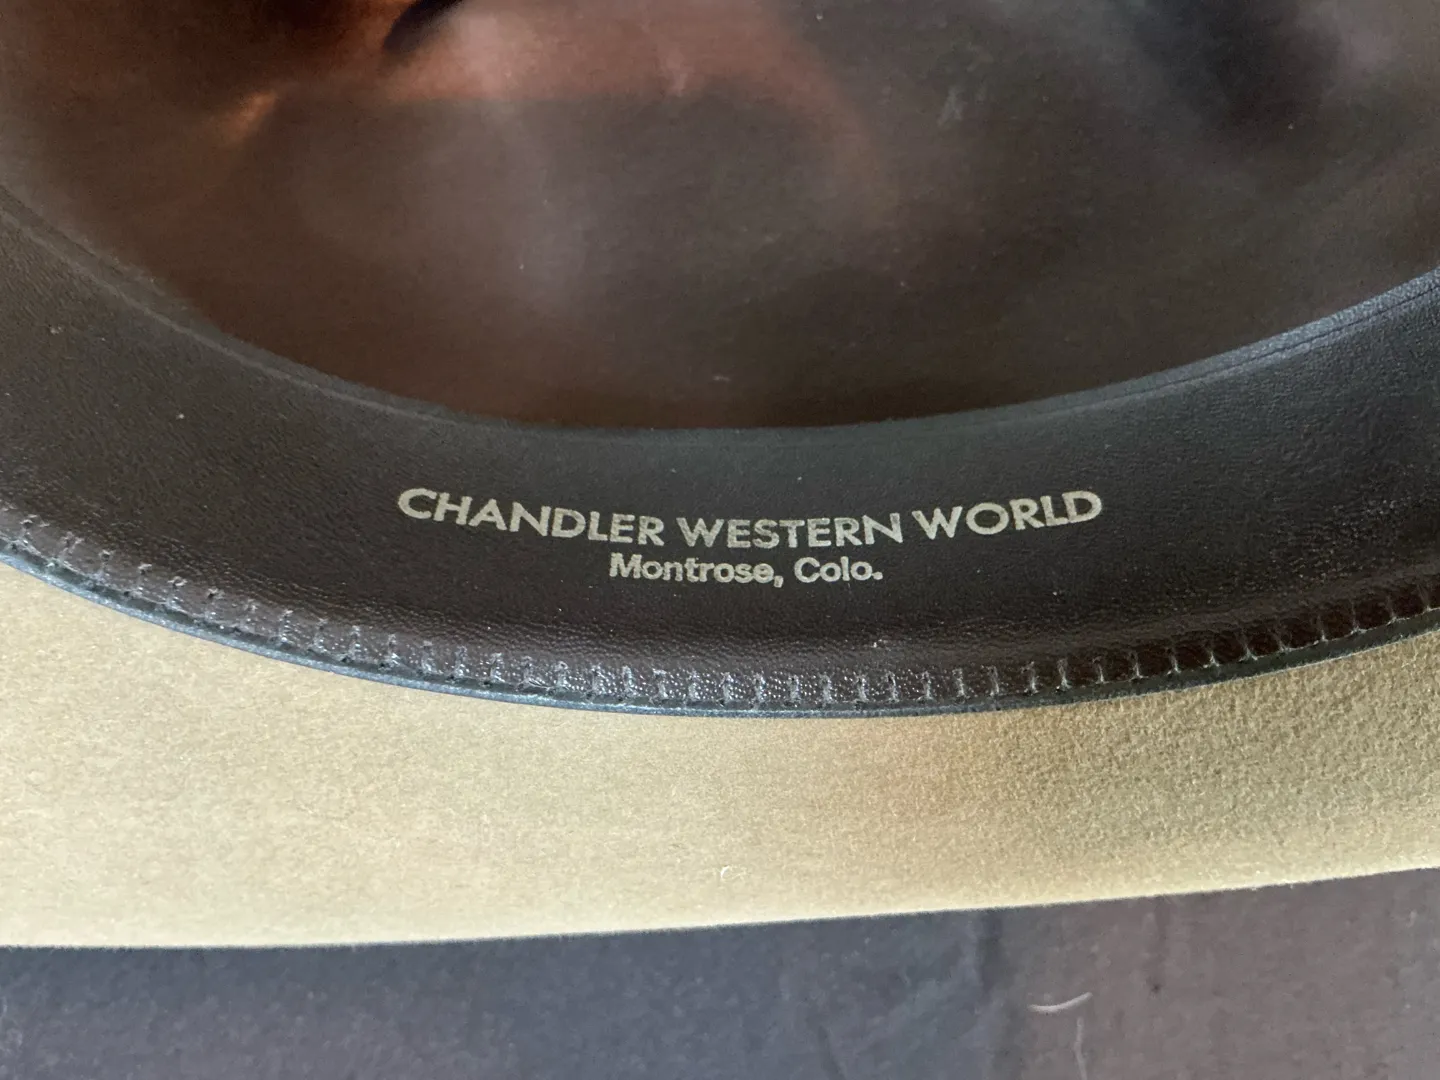 CHANDLER WESTERN WORLD
Montrose, Colo.